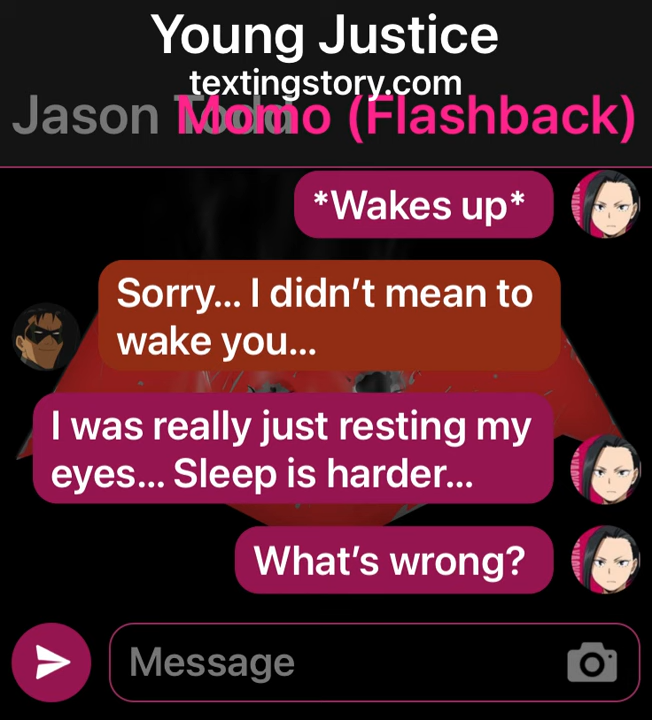 Young Justice
textingstory.com
Jason Todd Momo (Flashback)
*Wakes up*
Sorry... I didn't mean to
wake you...
I was really just resting my
eyes... Sleep is harder...
What's wrong?
Message